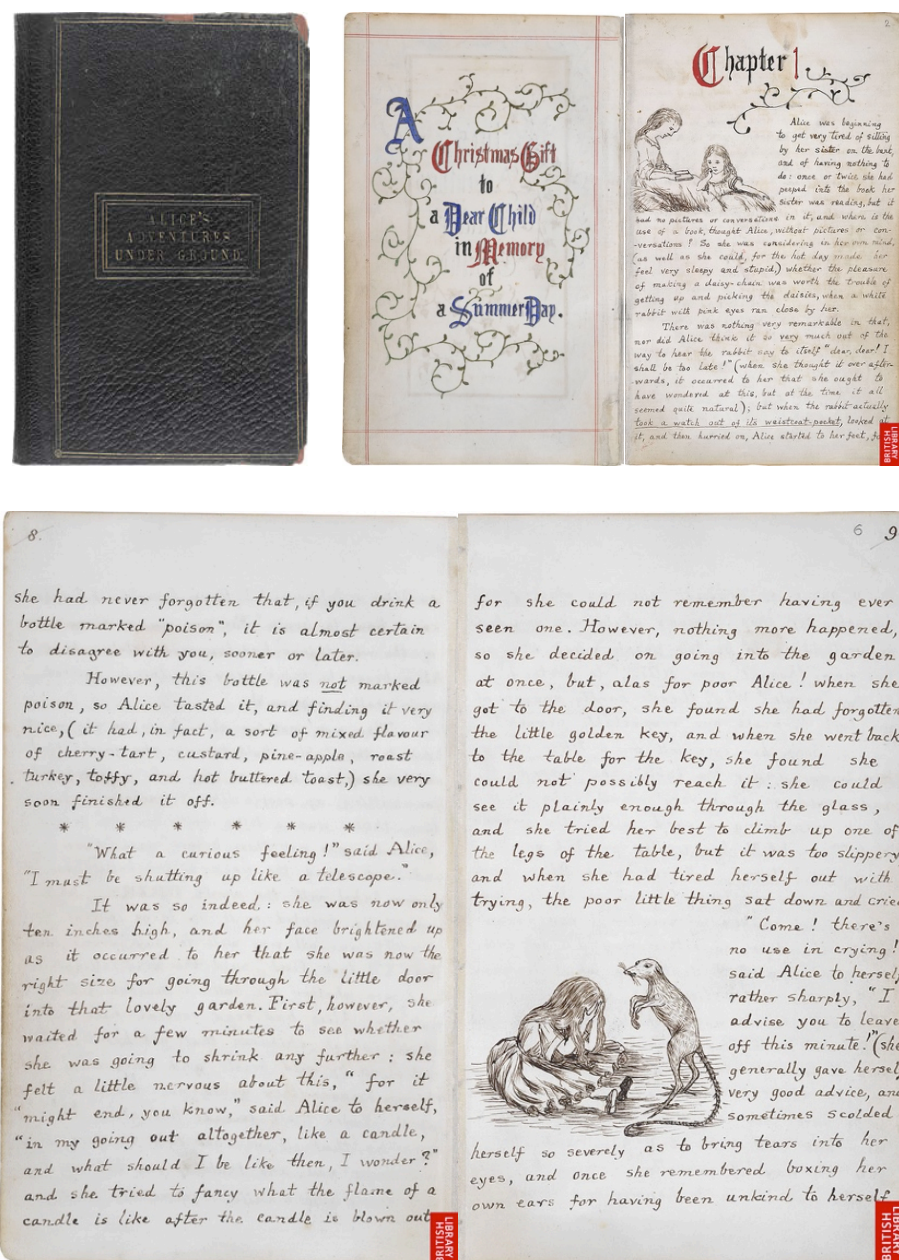 ALICE'S
ADVENTURES
UNDER GROUND
A
Christmas Gift
to
a Dear Child
in Memory
of
a Summer Day.
2
Chapter 1
Alice was beginning
to get very tired of sitting
by her sister on the bank,
and of having nothing to
do: once or twice she had
peeped into the book her
sister was reading, but it
had no pictures or conversations in it, and where is the
use of a book, thought Alice, without pictures or con-
-versations? So she was considering in her own mind,
(as well as she could, for the hot day made her
feel very sleepy and stupid,) whether the pleasure
of making a daisy-chain was worth the trouble of
getting up and picking the daisies, when a white
rabbit with pink eyes ran close by her.
There was nothing very remarkable in that,
nor did Alice think it so very much out of the
way to hear the rabbit say to itself "dear, dear! I
shall be too late!" (when she thought it over after-
-wards, it occurred to her that she ought to
have wondered at this, but at the time it all
seemed quite natural); but when the rabbit actually
took a watch out of its waistcoat-pocket, looked at
it, and then hurried on, Alice started to her feet, for
BRITISH
LIBRARY
8.
she had never forgotten that, if you drink a
bottle marked "poison", it is almost certain
to disagree with you, sooner or later.
However, this bottle was not marked
poison, so Alice tasted it, and finding it very
nice, (it had, in fact, a sort of mixed flavour
of cherry-tart, custard, pine-apple, roast
turkey, toffy, and hot buttered toast,) she very
soon finished it off.
* * * * * *
"What a curious feeling!" said Alice,
"I must be shutting up like a telescope."
It was so indeed: she was now only
ten inches high, and her face brightened up
as it occurred to her that she was now the
right size for going through the little door
into that lovely garden. First, however, she
waited for a few minutes to see whether
she was going to shrink any further: she
felt a little nervous about this, "for it
"might end, you know," said Alice to herself,
"in my going out altogether, like a candle,
and what should I be like then, I wonder?"
and she tried to fancy what the flame of a
candle is like after the candle is blown out,
BRITISH
LIBRARY
6 9
for she could not remember having ever
seen one. However, nothing more happened,
so she decided on going into the garden
at once, but, alas for poor Alice! when she
got to the door, she found she had forgotten
the little golden key, and when she went back
to the table for the key, she found she
could not possibly reach it: she could
see it plainly enough through the glass,
and she tried her best to climb up one of
the legs of the table, but it was too slippery,
and when she had tired herself out with
trying, the poor little thing sat down and cried.
"Come! there's
no use in crying!"
said Alice to herself
rather sharply, "I
advise you to leave
off this minute!" (she
generally gave herself
very good advice, and
sometimes scolded
herself so severely as to bring tears into her
eyes, and once she remembered boxing her
own ears for having been unkind to herself
BRITISH
LIBRARY